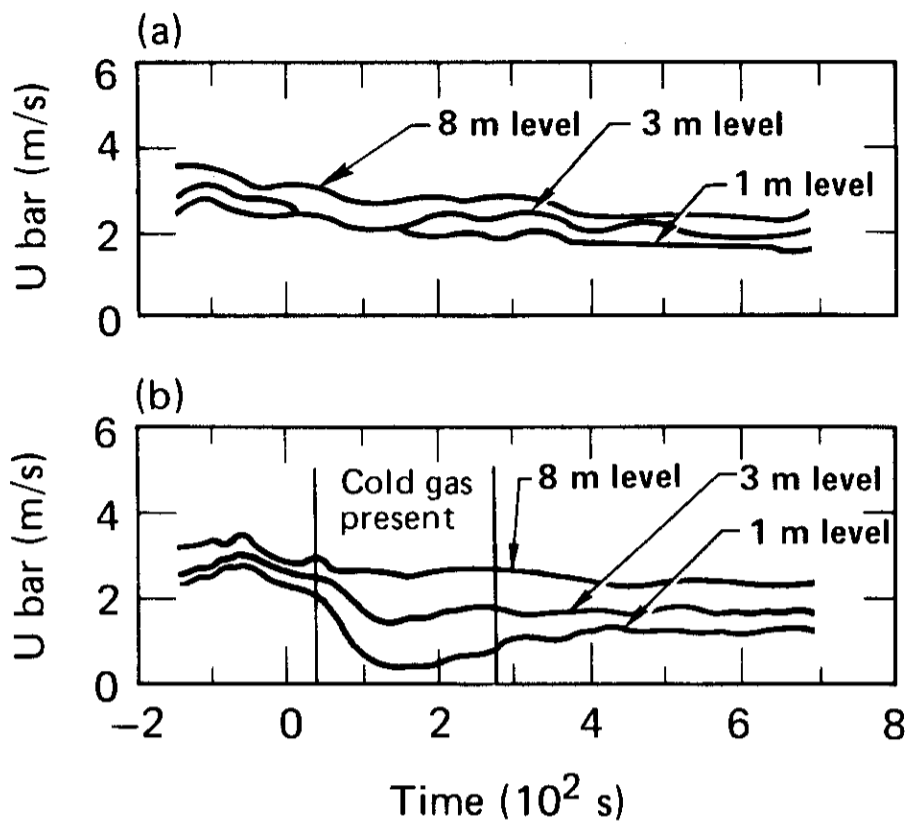 (a)
6
4
2
0
U bar (m/s)
8 m level
3 m level
1 m level
(b)
6
4
2
0
U bar (m/s)
Cold gas
present
8 m level
3 m level
1 m level
−2 0 2 4 6 8
Time (10² s)